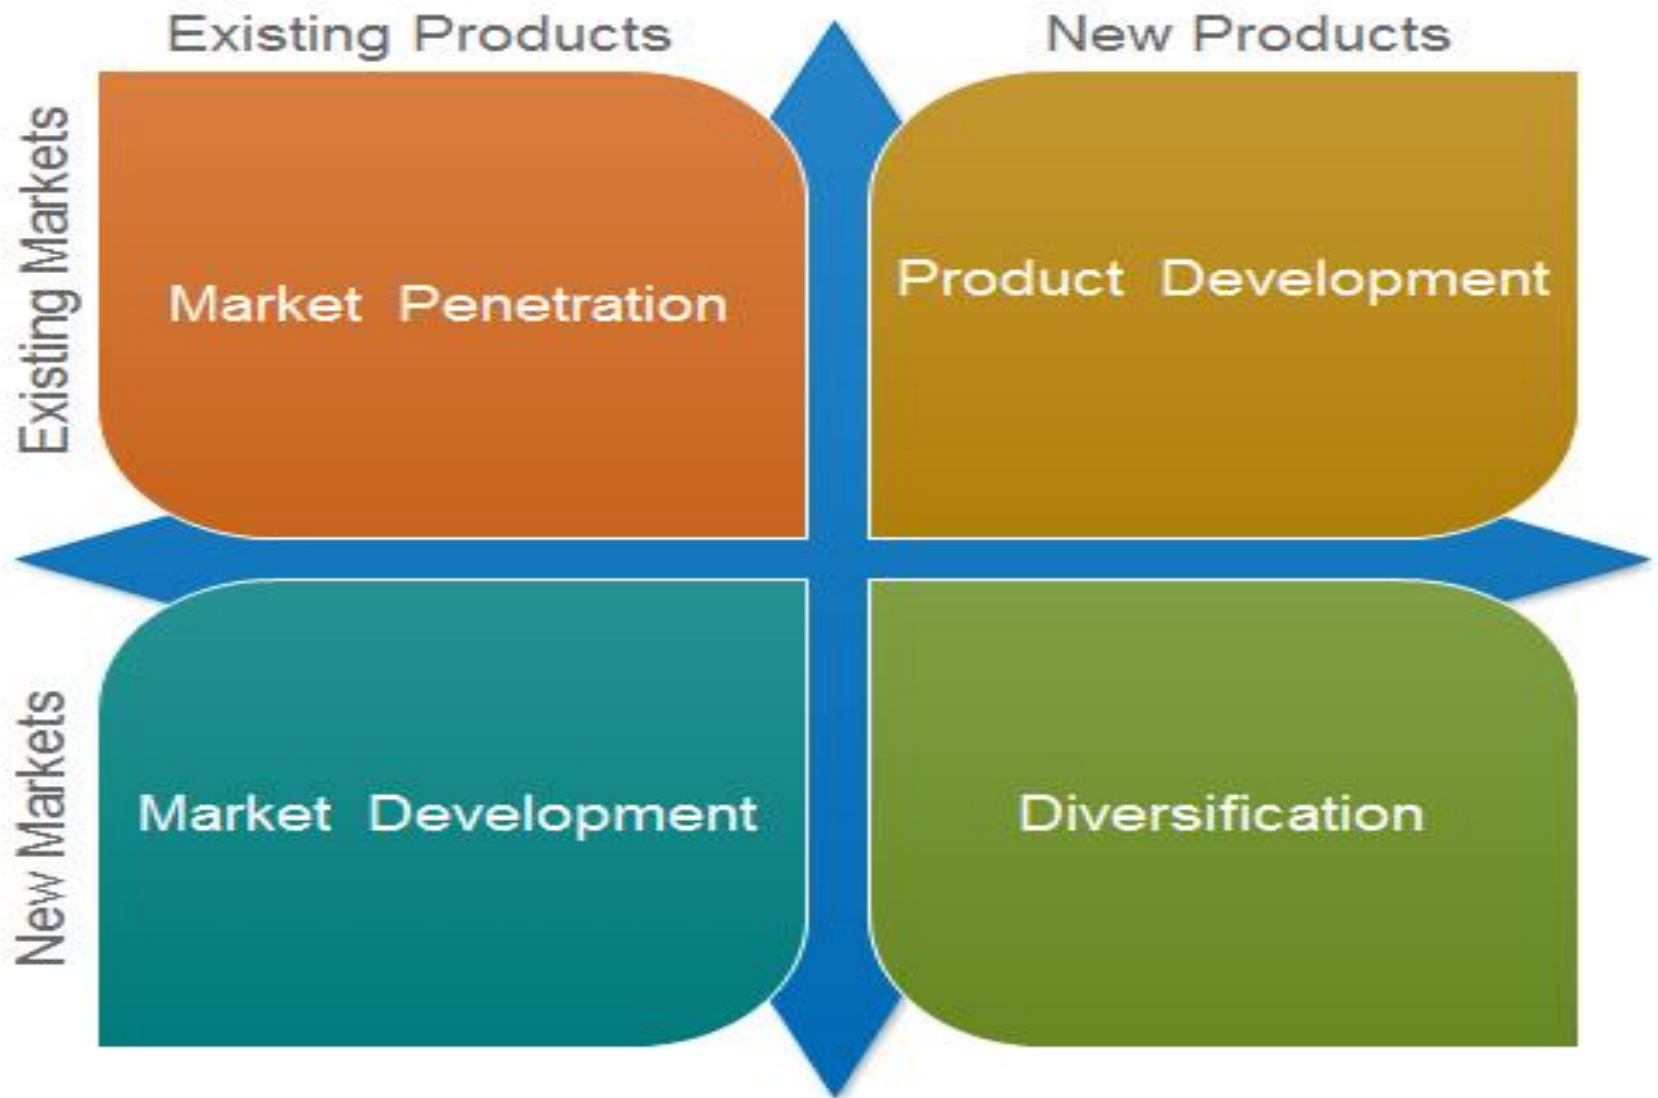 Existing Products
New Products
Existing Markets
Market Penetration
Product Development
New Markets
Market Development
Diversification